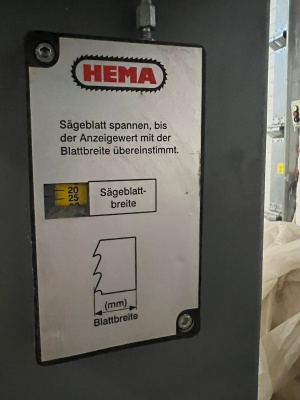 HEMA
Sägeblatt spannen, bis
der Anzeigewert mit der
Blattbreite übereinstimmt.
20
25
Sägeblatt-
breite
(mm)
Blattbreite